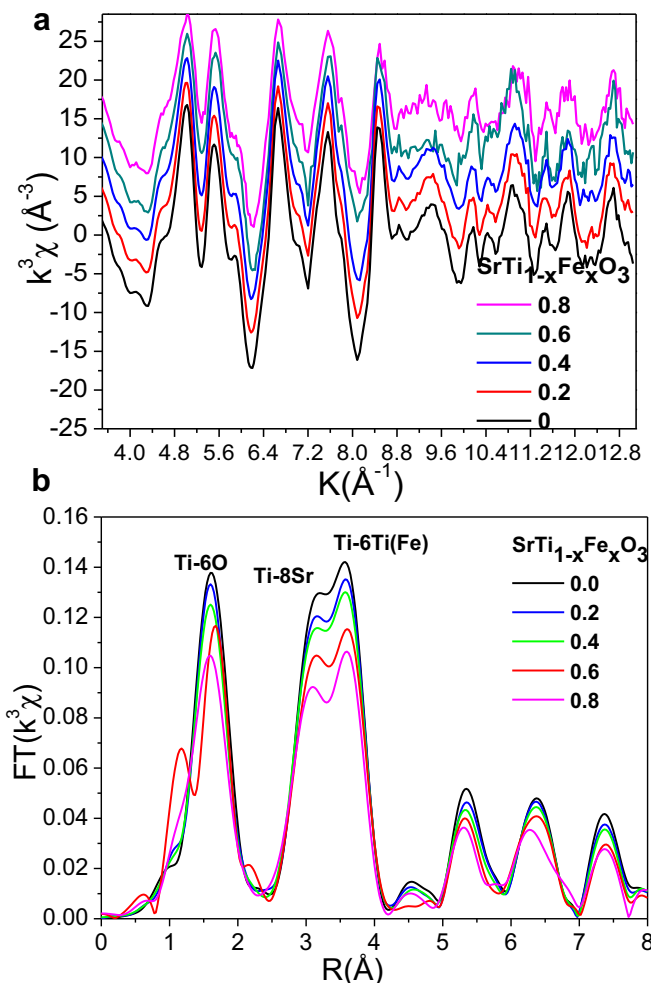 a
25
20
15
10
5
0
-5
-10
-15
-20
-25
k³χ (Å⁻³)
SrTi₁₋ₓFeₓO₃
0.8
0.6
0.4
0.2
0
4.0 4.8 5.6 6.4 7.2 8.0 8.8 9.6 10.4 11.2 12.0 12.8
K(Å⁻¹)
b
0.16
0.14
0.12
0.10
0.08
0.06
0.04
0.02
0.00
FT(k³χ)
Ti-6O
Ti-8Sr
Ti-6Ti(Fe)
SrTi₁₋ₓFeₓO₃
0.0
0.2
0.4
0.6
0.8
0 1 2 3 4 5 6 7 8
R(Å)